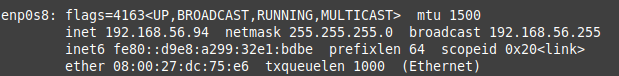 enp0s8: flags=4163<UP,BROADCAST,RUNNING,MULTICAST>  mtu 1500
        inet 192.168.56.94  netmask 255.255.255.0  broadcast 192.168.56.255
        inet6 fe80::d9e8:a299:32e1:bdbe  prefixlen 64  scopeid 0x20<link>
        ether 08:00:27:dc:75:e6  txqueuelen 1000  (Ethernet)